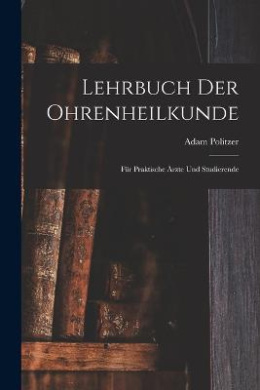 Lehrbuch Der
Ohrenheilkunde
Adam Politzer
Für Praktische Ärzte Und Studierende